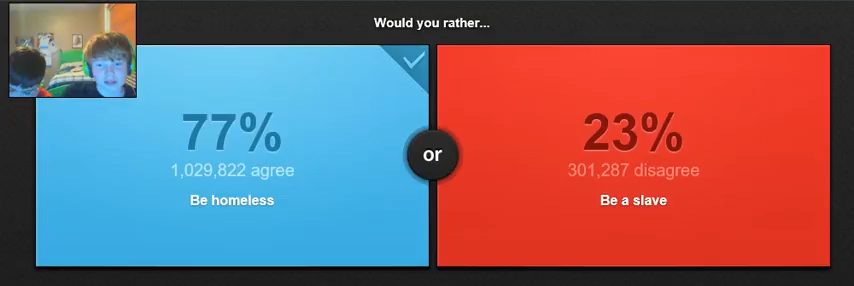 Would you rather...
77%
1,029,822 agree
Be homeless
or
23%
301,287 disagree
Be a slave